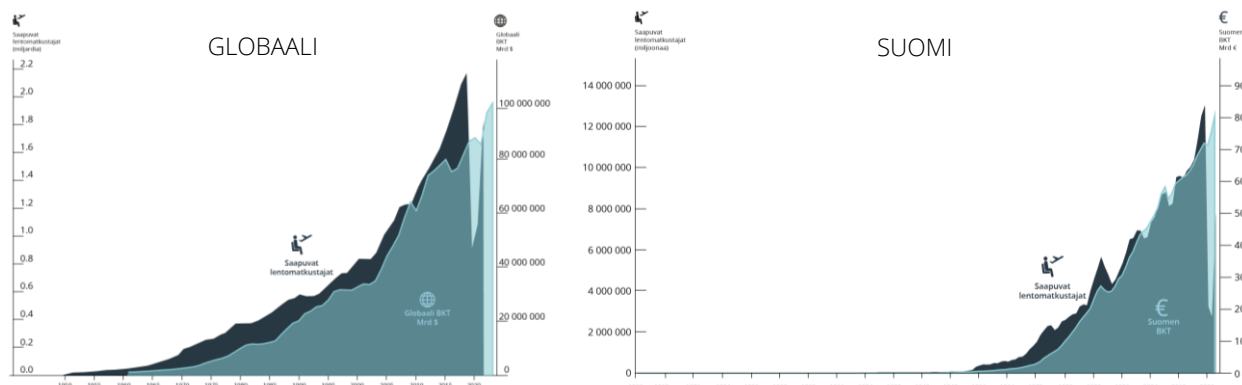 Saapuvat
lentomatkustajat
(miljardia)
GLOBAALI
Globaali
BKT
Mrd $
2.2
2.0
1.8
1.6
1.4
1.2
1.0
0.8
0.6
0.4
0.2
0.0
100 000 000
80 000 000
60 000 000
40 000 000
20 000 000
0
Saapuvat
lentomatkustajat
Globaali BKT
Mrd $
Saapuvat
lentomatkustajat
(miljoonaa)
SUOMI
€
Suomen
BKT
Mrd €
14 000 000
12 000 000
10 000 000
8 000 000
6 000 000
4 000 000
2 000 000
0
Saapuvat
lentomatkustajat
€
Suomen
BKT